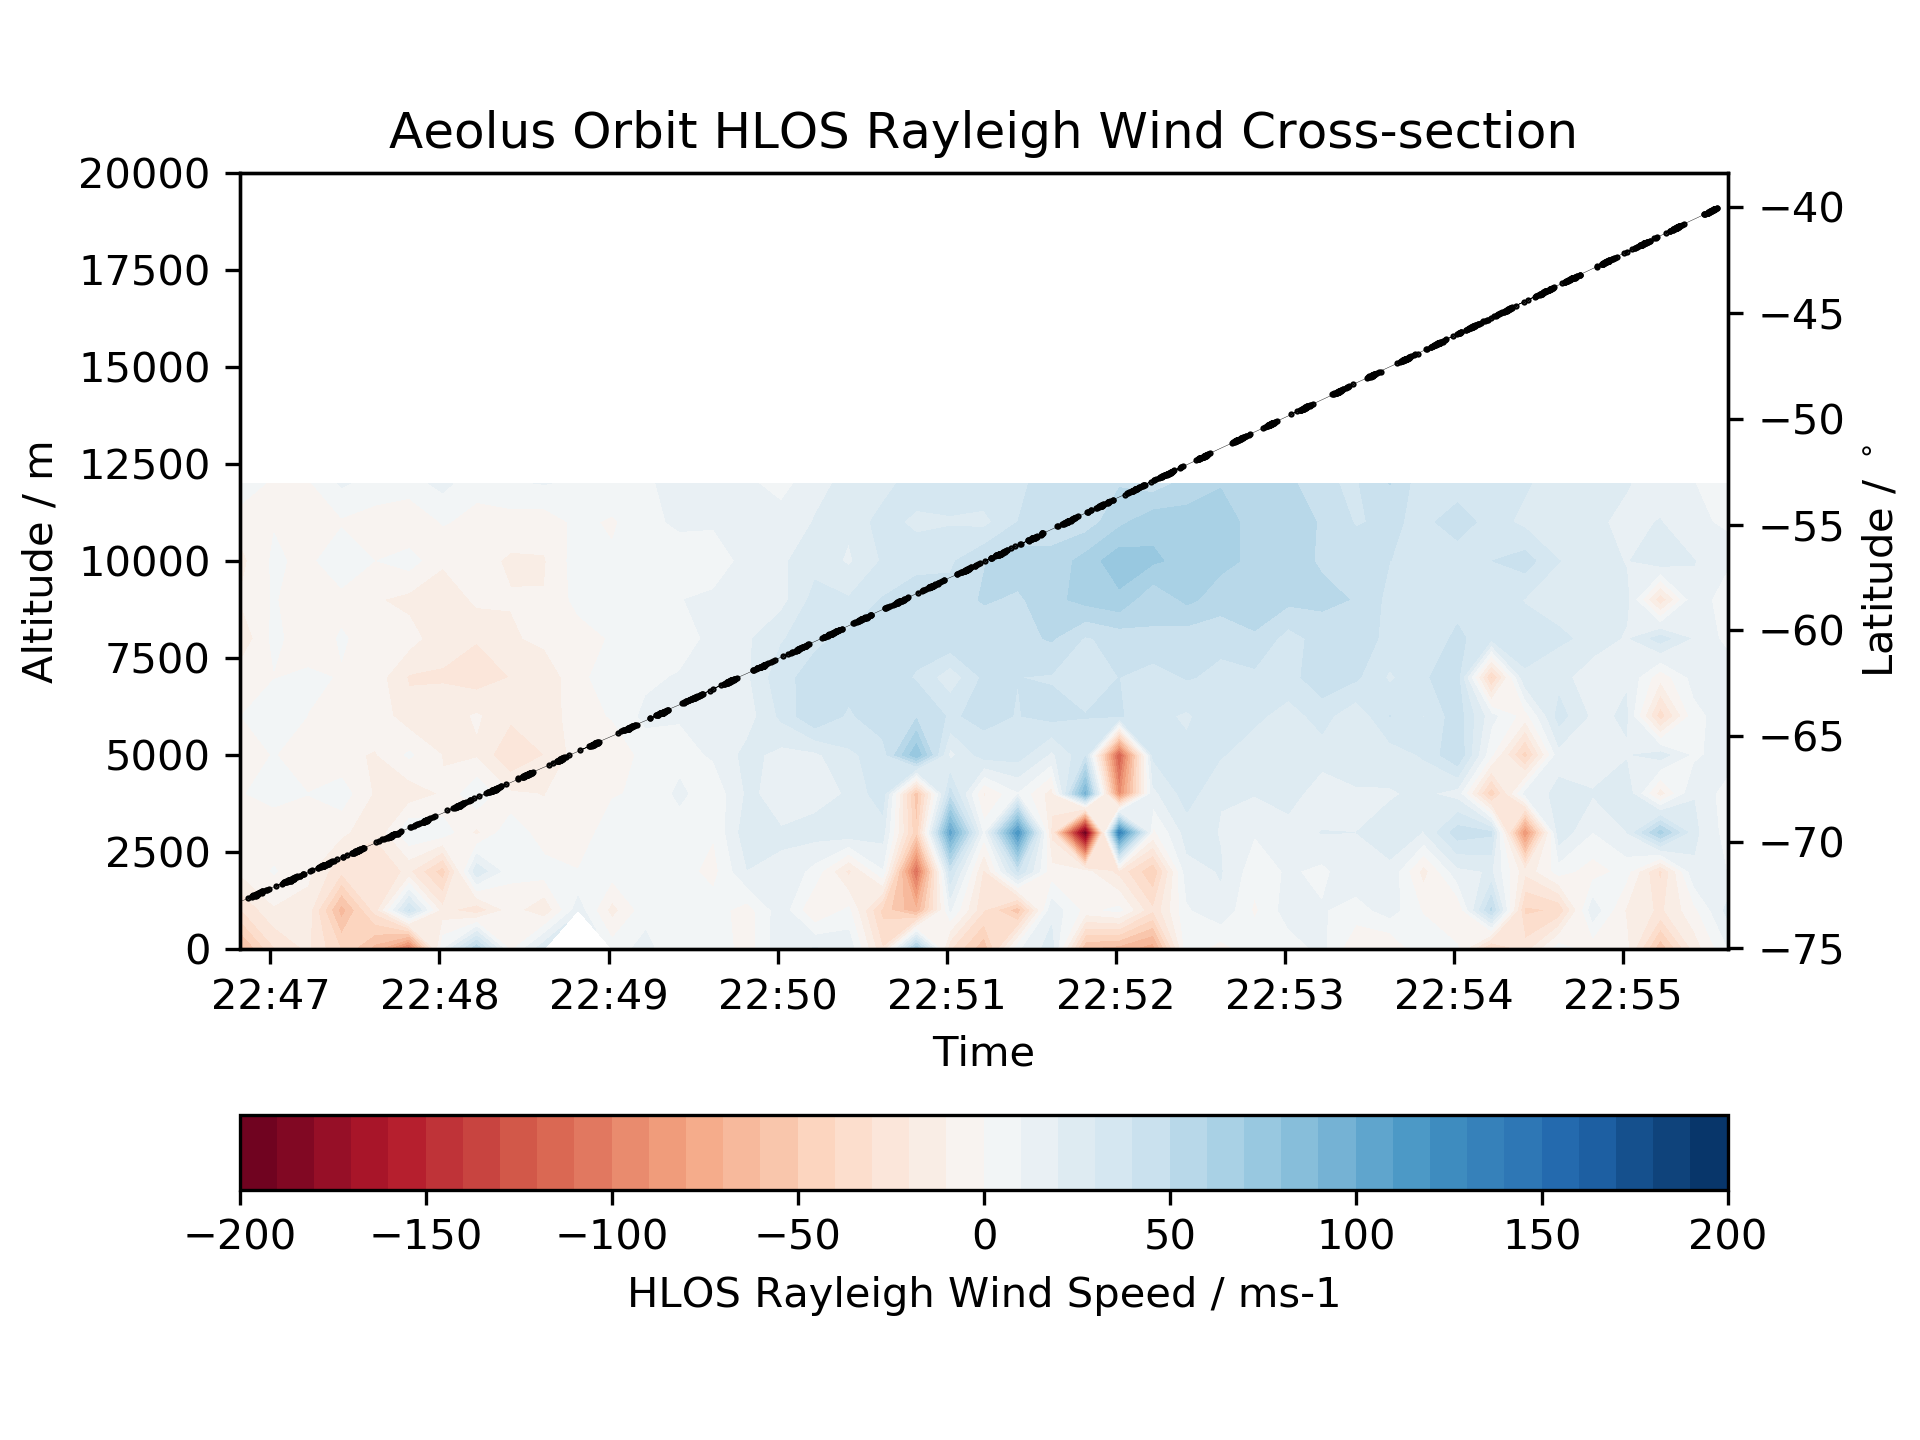 Aeolus Orbit HLOS Rayleigh Wind Cross-section
20000
17500
15000
12500
10000
7500
5000
2500
0
Altitude / m
−40
−45
−50
−55
−60
−65
−70
−75
Latitude / °
22:47 22:48 22:49 22:50 22:51 22:52 22:53 22:54 22:55
Time
−200 −150 −100 −50 0 50 100 150 200
HLOS Rayleigh Wind Speed / ms-1